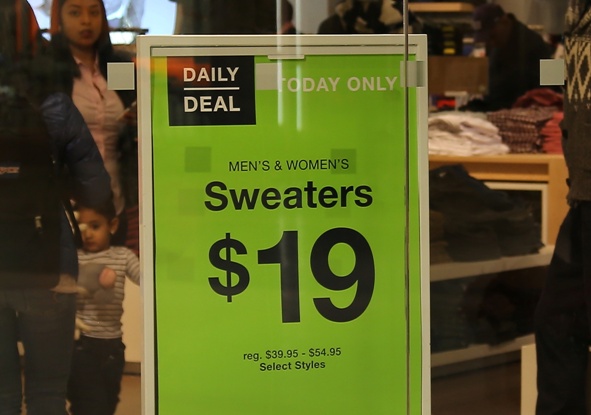 DAILY
DEAL
TODAY ONLY
MEN'S & WOMEN'S
Sweaters
$19
reg. $39.95 - $54.95
Select Styles